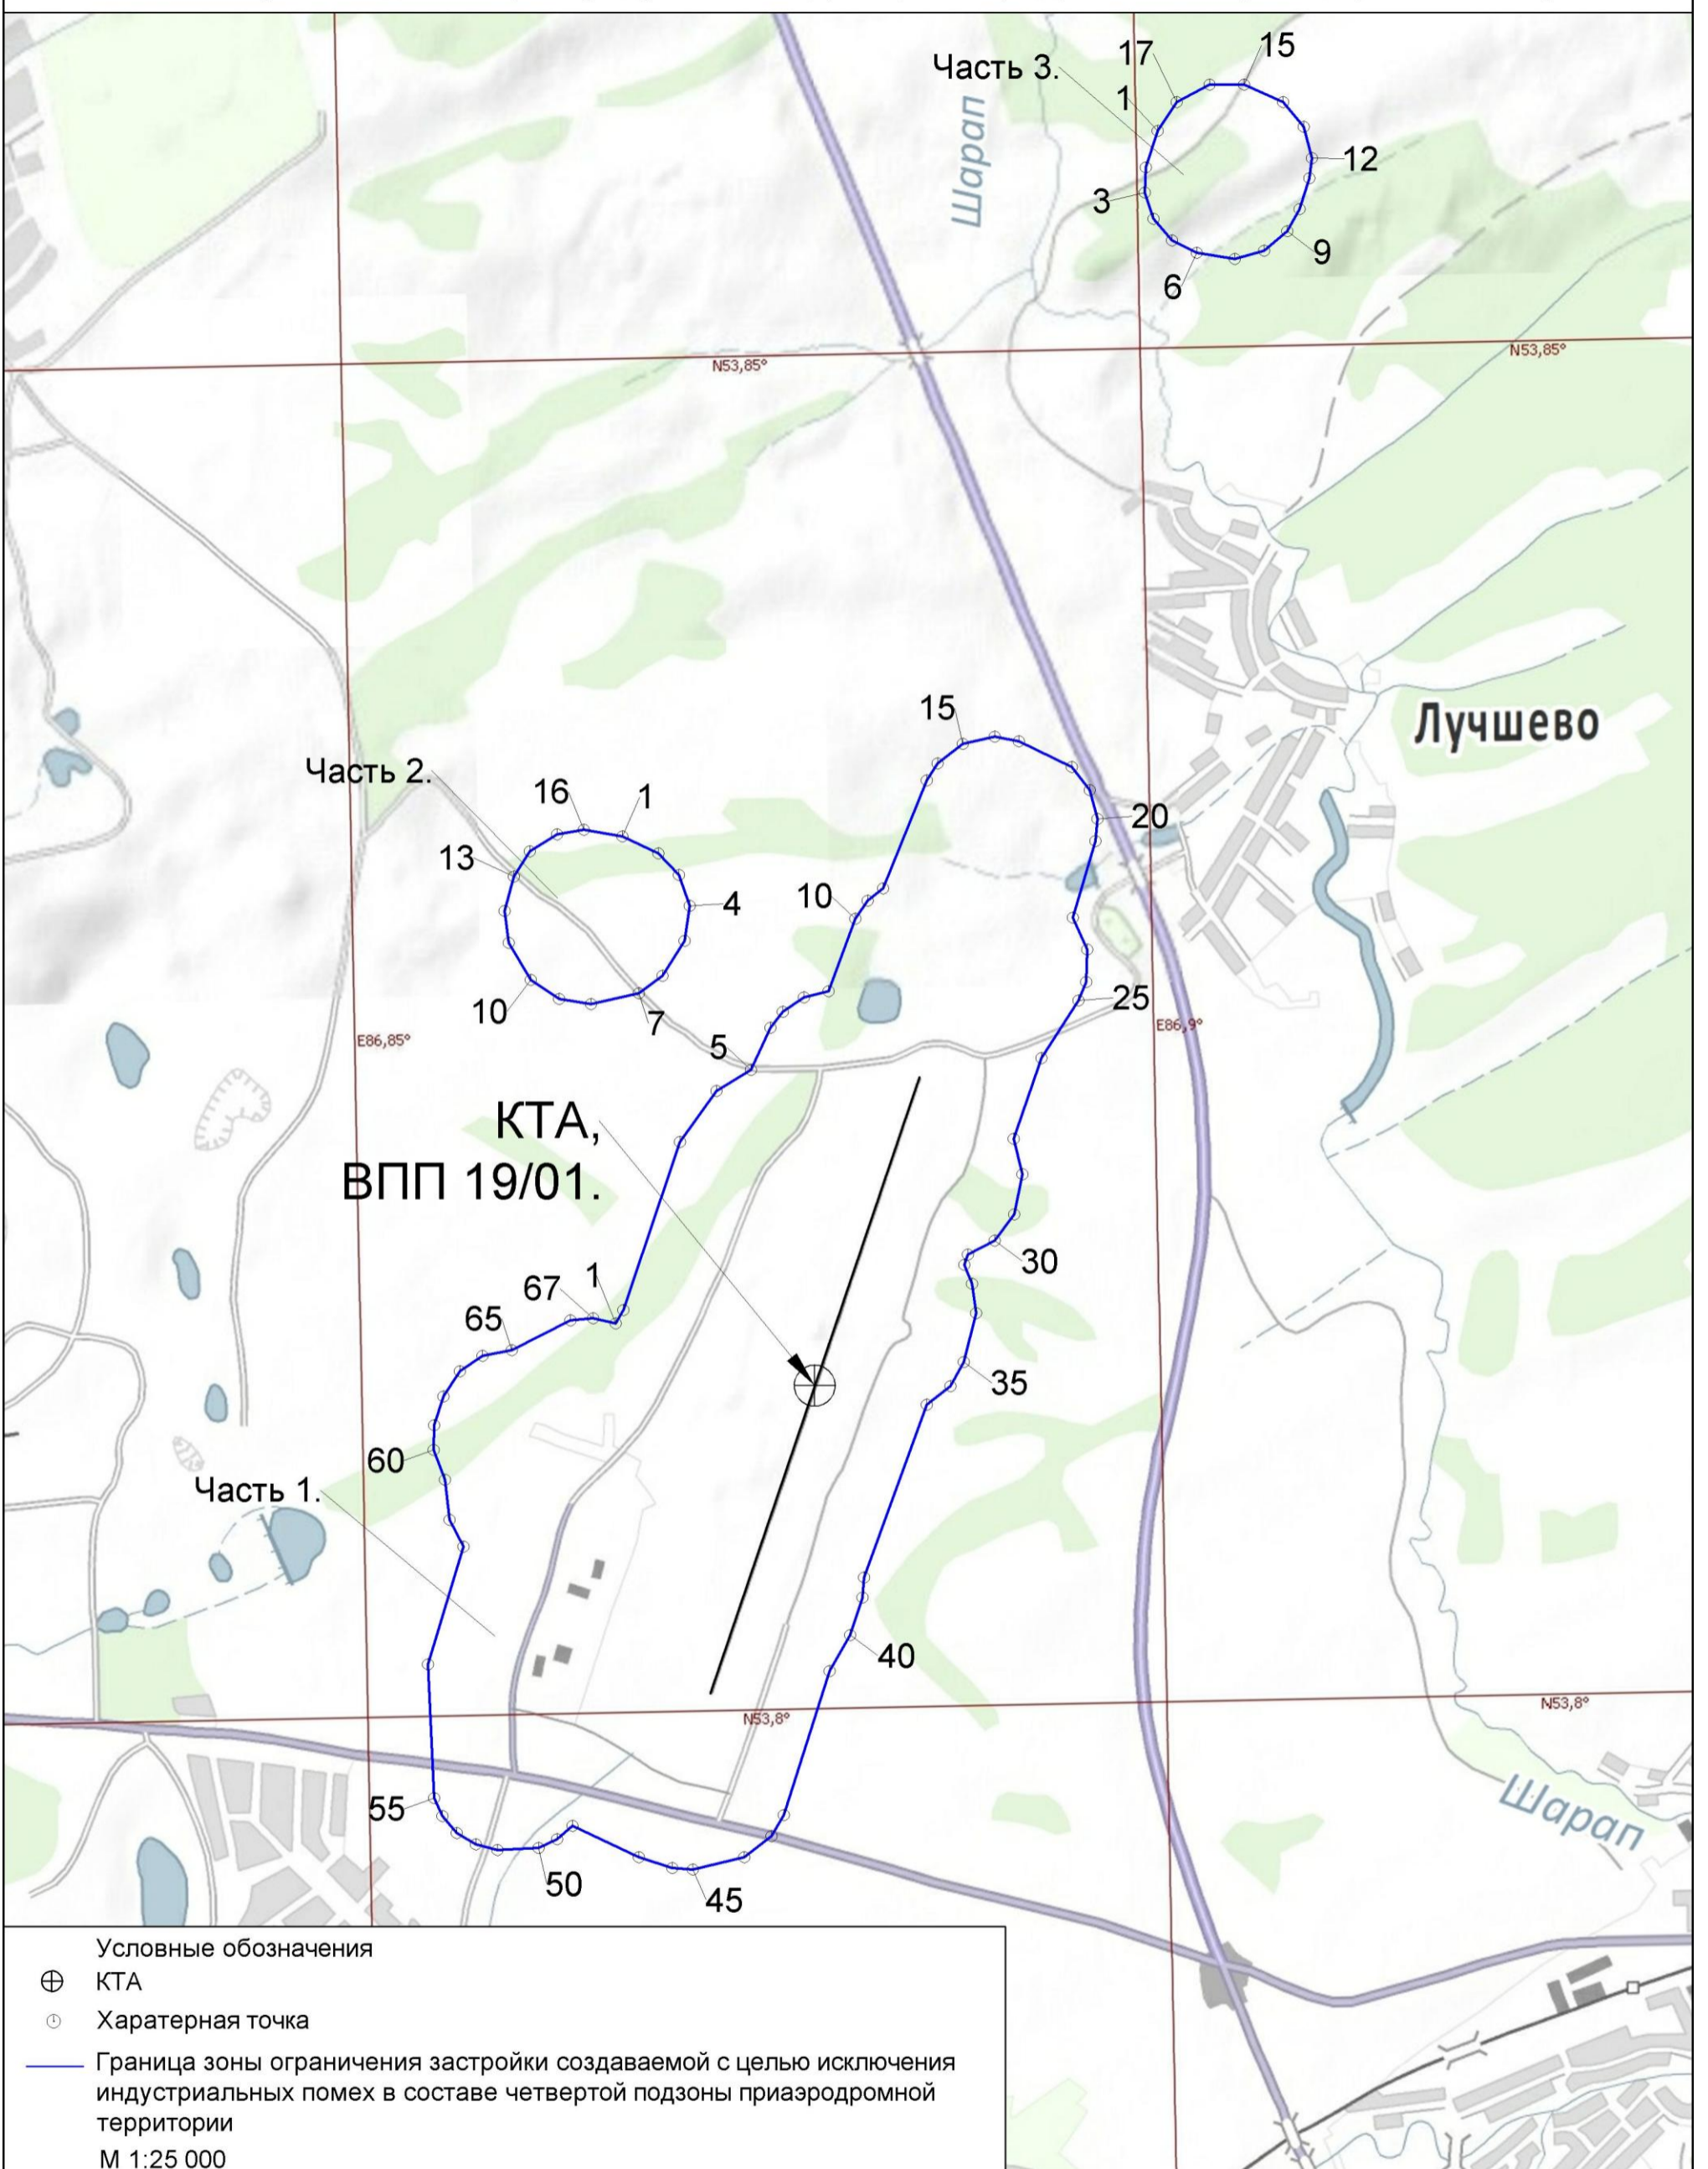 17
15
Часть 3.
1
Шарап
12
3
9
6
N53,85°
N53,85°
15
Лучшево
Часть 2.
16
1
20
13
10
4
25
10
7
5
E86,9°
E86,85°
КТА,
ВПП 19/01.
30
1
67
65
35
60
Часть 1.
40
N53,8°
N53,8°
55
Шарап
50
45
Условные обозначения
КТА
Харатерная точка
Граница зоны ограничения застройки создаваемой с целью исключения
индустриальных помех в составе четвертой подзоны приаэродромной
территории
М 1:25 000